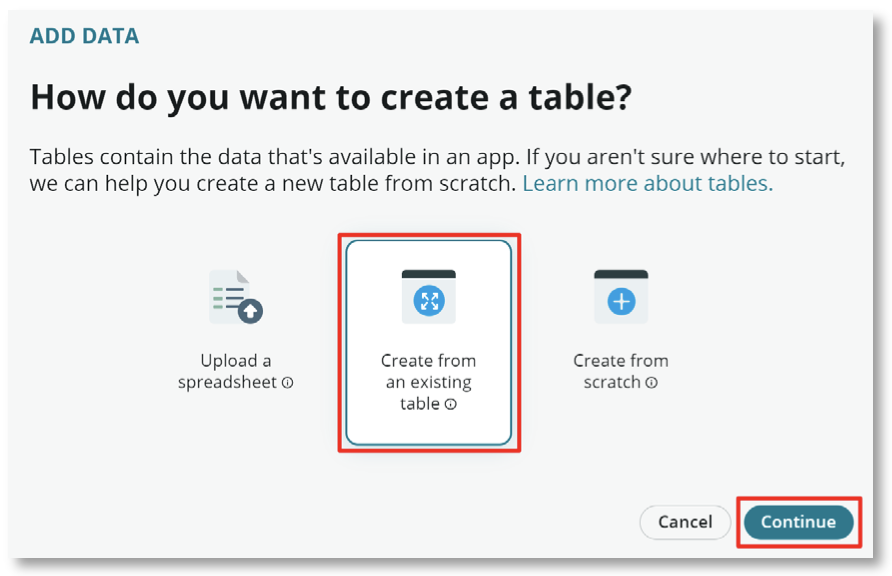 ADD DATA
How do you want to create a table?
Tables contain the data that's available in an app. If you aren't sure where to start,
we can help you create a new table from scratch. Learn more about tables.
Upload a
spreadsheet
Create from
an existing
table
Create from
scratch
Cancel
Continue